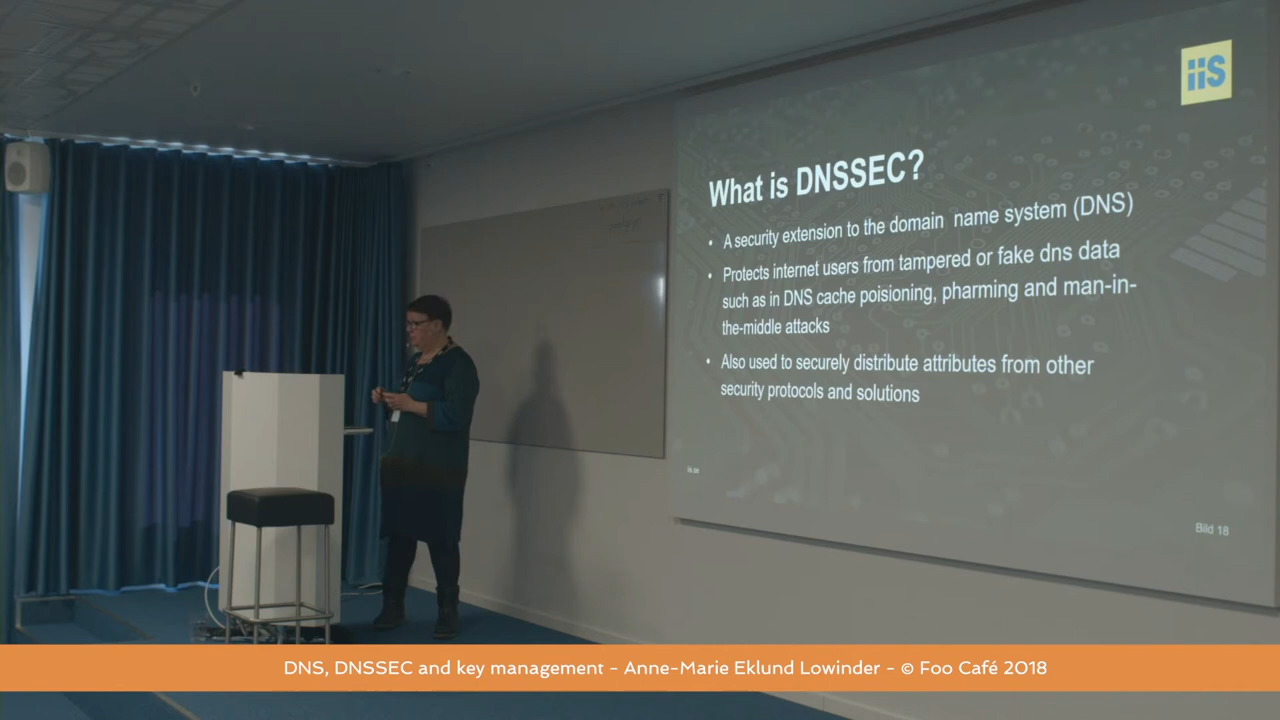 iiS
What is DNSSEC?
• A security extension to the domain name system (DNS)
• Protects internet users from tampered or fake dns data
such as in DNS cache poisioning, pharming and man-in-
the-middle attacks
• Also used to securely distribute attributes from other
security protocols and solutions
Bild 18
DNS, DNSSEC and key management - Anne-Marie Eklund Lowinder - © Foo Café 2018